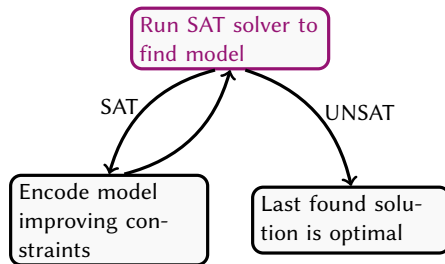 Run SAT solver to
find model
SAT
UNSAT
Encode model
improving con-
straints
Last found solu-
tion is optimal